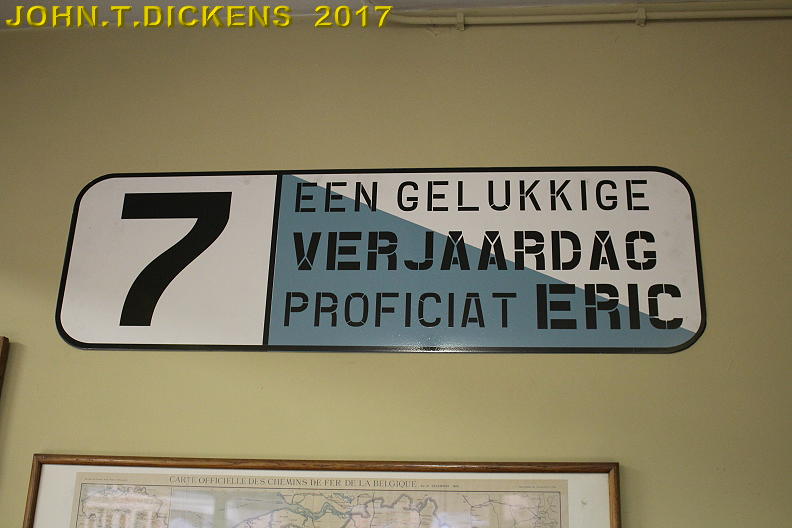 JOHN.T.DICKENS 2017
7
EEN GELUKKIGE
VERJAARDAG
PROFICIAT ERIC
CARTE OFFICIELLE DES CHEMINS DE FER DE LA BELGIQUE